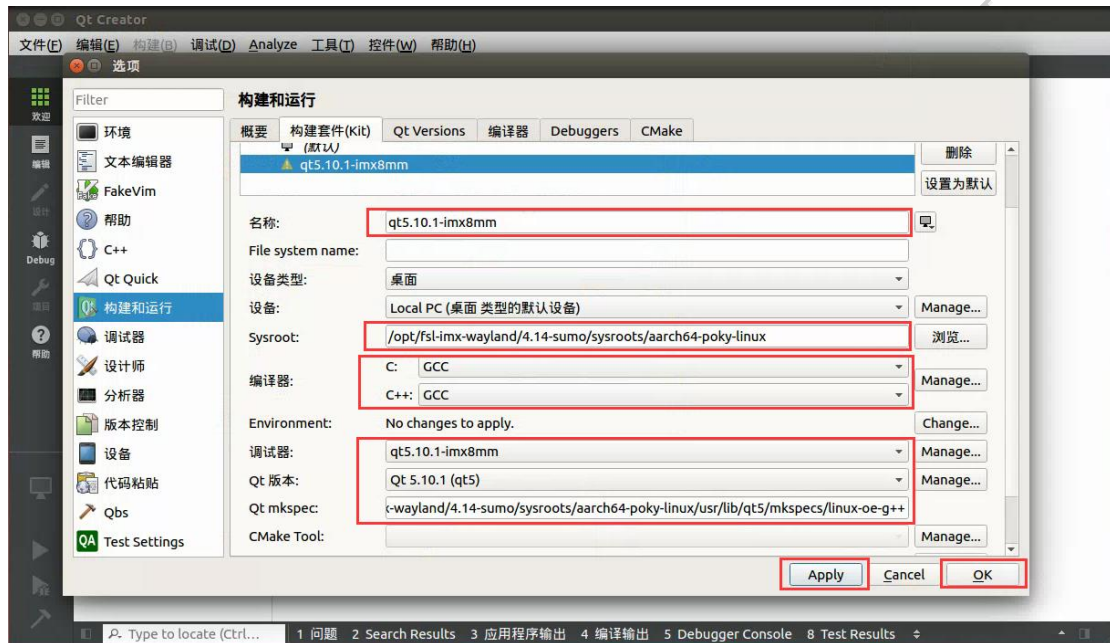 Qt Creator
文件(F) 编辑(E) 构建(B) 调试(D) Analyze 工具(T) 控件(W) 帮助(H)
选项
Filter
构建和运行
欢迎
编辑
设计
Debug
项目
帮助
环境
文本编辑器
FakeVim
帮助
C++
Qt Quick
构建和运行
调试器
设计师
分析器
版本控制
设备
代码粘贴
Qbs
QA Test Settings
概要 构建套件(Kit) Qt Versions 编译器 Debuggers CMake
(默认)
qt5.10.1-imx8mm
删除
设置为默认
名称: qt5.10.1-imx8mm
File system name:
设备类型: 桌面
设备: Local PC (桌面 类型的默认设备) Manage...
Sysroot: /opt/fsl-imx-wayland/4.14-sumo/sysroots/aarch64-poky-linux 浏览...
编译器: C: GCC
C++: GCC Manage...
Environment: No changes to apply. Change...
调试器: qt5.10.1-imx8mm Manage...
Qt 版本: Qt 5.10.1 (qt5) Manage...
Qt mkspec: -wayland/4.14-sumo/sysroots/aarch64-poky-linux/usr/lib/qt5/mkspecs/linux-oe-g++
CMake Tool: Manage...
Apply Cancel OK
Type to locate (Ctrl... 1 问题 2 Search Results 3 应用程序输出 4 编译输出 5 Debugger Console 8 Test Results